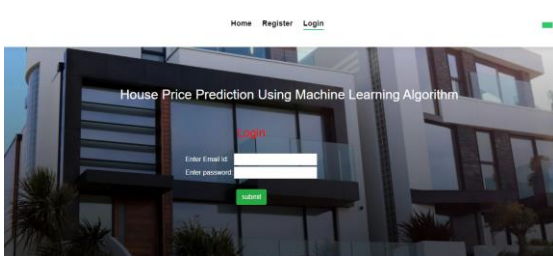 Home Register Login
House Price Prediction Using Machine Learning Algorithm
Login
Enter Email Id
Enter password
submit